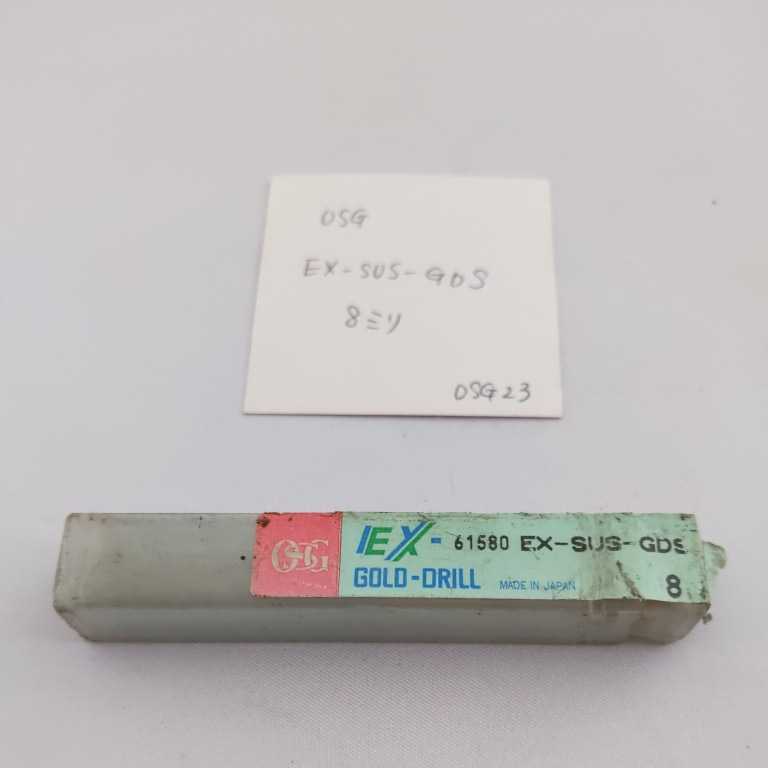 OSG
EX-SUS-GDS
8ミリ
OSG23
OSG
EX- 61580 EX-SUS-GDS
GOLD-DRILL MADE IN JAPAN 8